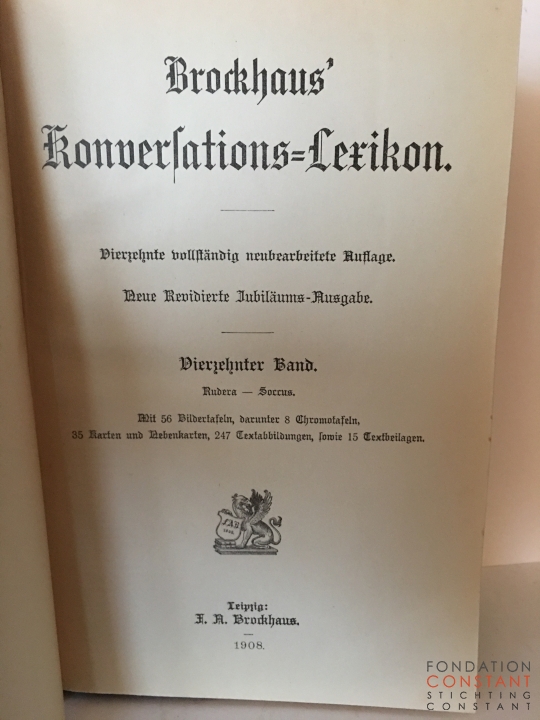 Brockhaus'
Konversations=Lexikon.
Vierzehnte vollständig neubearbeitete Auflage.
Neue Revidierte Jubiläums-Ausgabe.
Vierzehnter Band.
Rudera — Soccus.
Mit 56 Bildertafeln, darunter 8 Chromotafeln,
35 Karten und Nebenkarten, 247 Textabbildungen, sowie 15 Textbeilagen.
Leipzig:
F. A. Brockhaus.
1908.
FONDATION
CONSTANT
STICHTING
CONSTANT